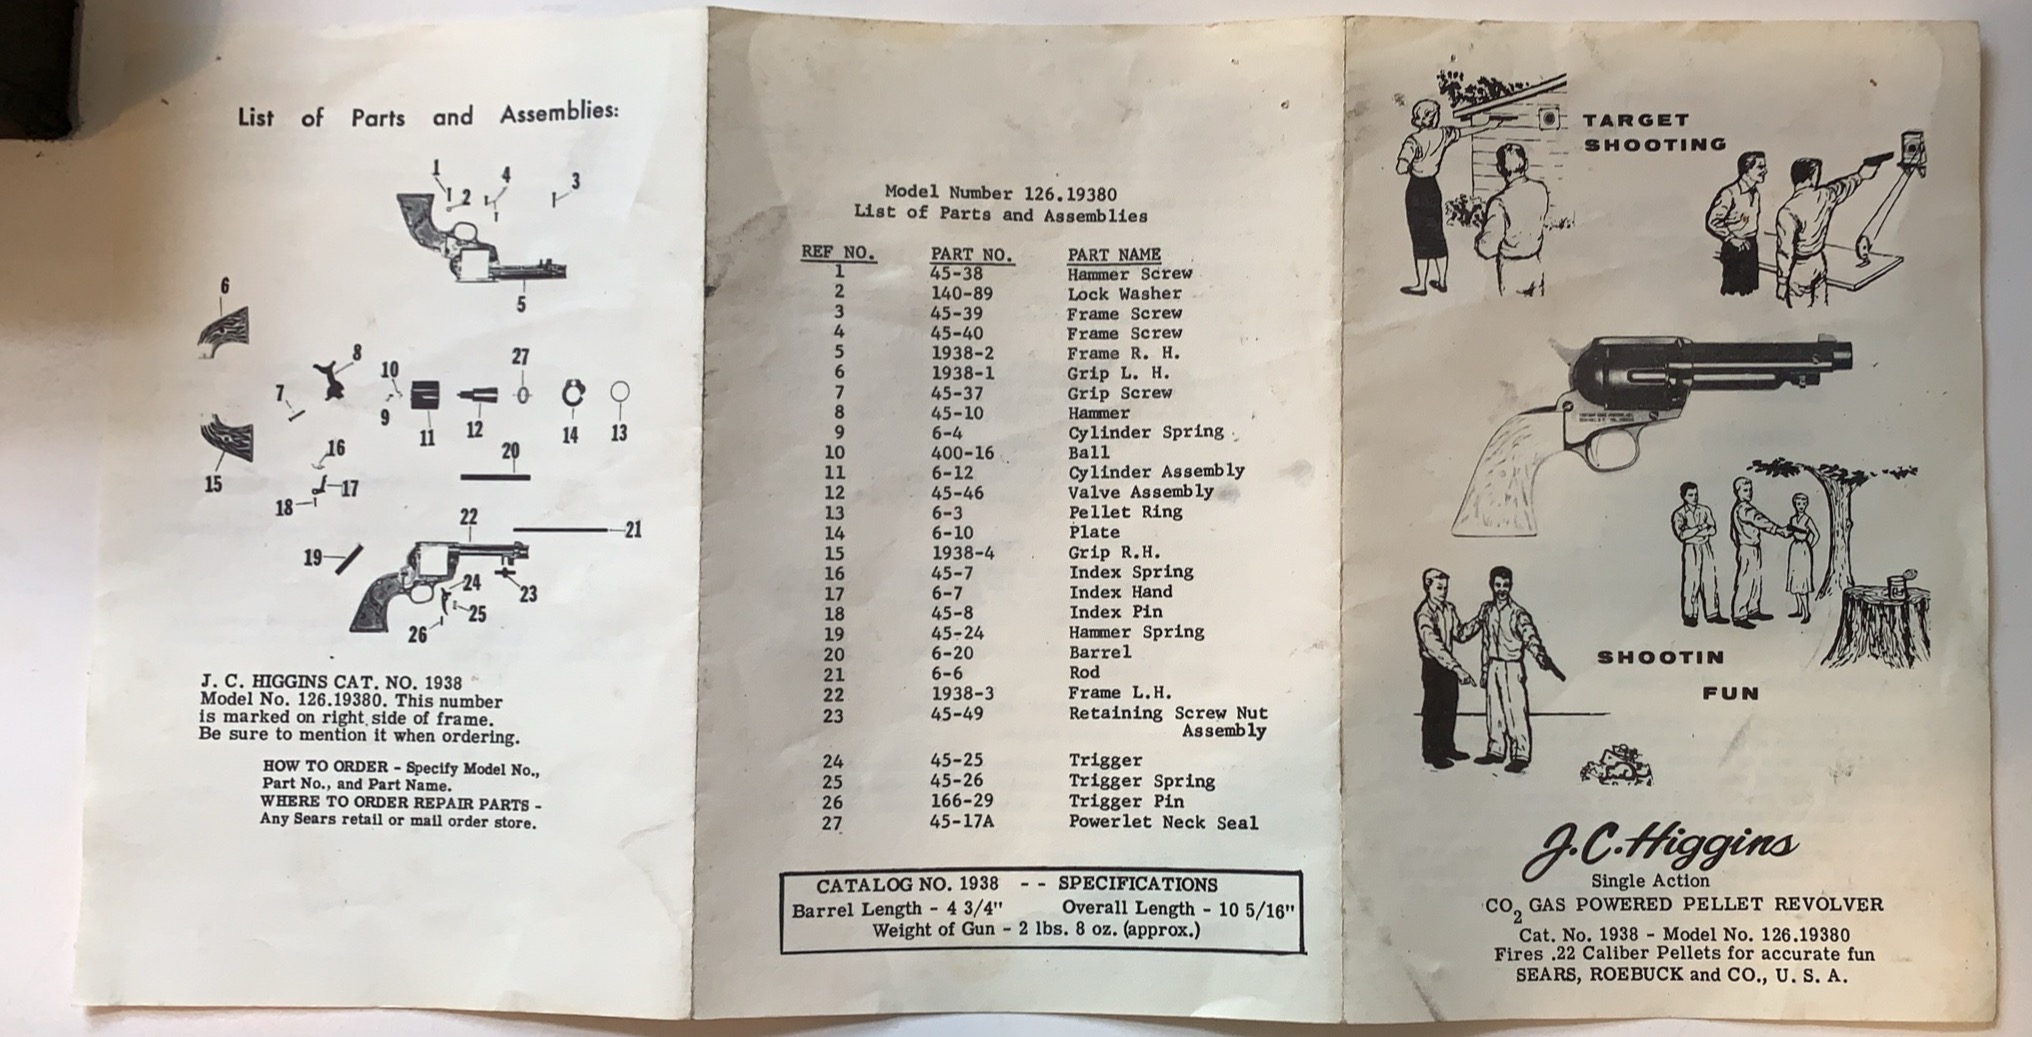 List of Parts and Assemblies:
1
4
3
2
5
6
8
10
27
7
9
11
12
14
13
16
20
15
17
18
22
21
19
24
23
25
26
J. C. HIGGINS CAT. NO. 1938
Model No. 126.19380. This number
is marked on right side of frame.
Be sure to mention it when ordering.
HOW TO ORDER - Specify Model No.,
Part No., and Part Name.
WHERE TO ORDER REPAIR PARTS -
Any Sears retail or mail order store.
Model Number 126.19380
List of Parts and Assemblies
REF NO. PART NO. PART NAME
1 45-38 Hammer Screw
2 140-89 Lock Washer
3 45-39 Frame Screw
4 45-40 Frame Screw
5 1938-2 Frame R. H.
6 1938-1 Grip L. H.
7 45-37 Grip Screw
8 45-10 Hammer
9 6-4 Cylinder Spring
10 400-16 Ball
11 6-12 Cylinder Assembly
12 45-46 Valve Assembly
13 6-3 Pellet Ring
14 6-10 Plate
15 1938-4 Grip R.H.
16 45-7 Index Spring
17 6-7 Index Hand
18 45-8 Index Pin
19 45-24 Hammer Spring
20 6-20 Barrel
21 6-6 Rod
22 1938-3 Frame L.H.
23 45-49 Retaining Screw Nut
Assembly
24 45-25 Trigger
25 45-26 Trigger Spring
26 166-29 Trigger Pin
27 45-17A Powerlet Neck Seal
CATALOG NO. 1938 - - SPECIFICATIONS
Barrel Length - 4 3/4" Overall Length - 10 5/16"
Weight of Gun - 2 lbs. 8 oz. (approx.)
TARGET
SHOOTING
SHOOTIN
FUN
J.C. Higgins
Single Action
CO2 GAS POWERED PELLET REVOLVER
Cat. No. 1938 - Model No. 126.19380
Fires .22 Caliber Pellets for accurate fun
SEARS, ROEBUCK and CO., U. S. A.